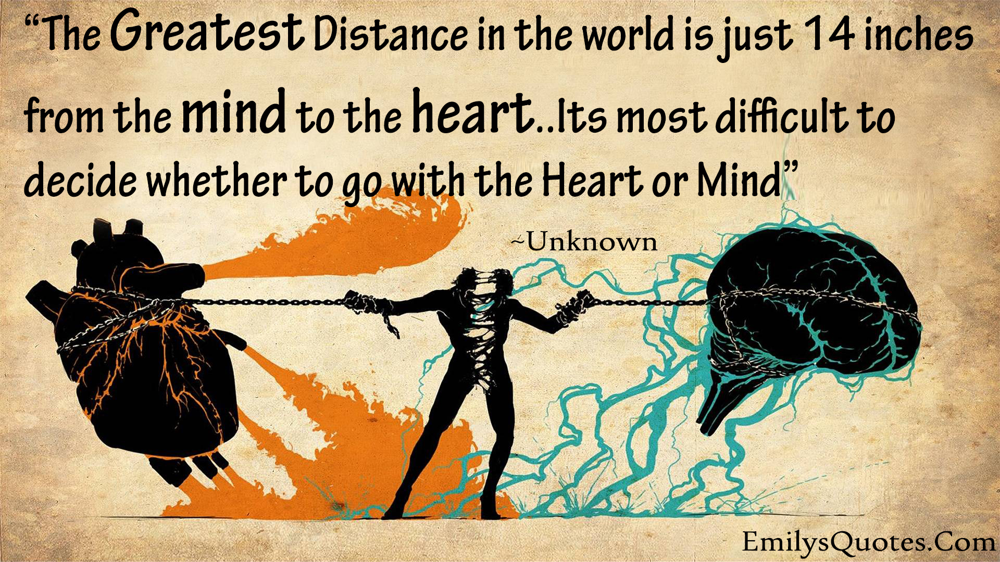 “The Greatest Distance in the world is just 14 inches
from the mind to the heart..Its most difficult to
decide whether to go with the Heart or Mind”
~Unknown
EmilysQuotes.Com